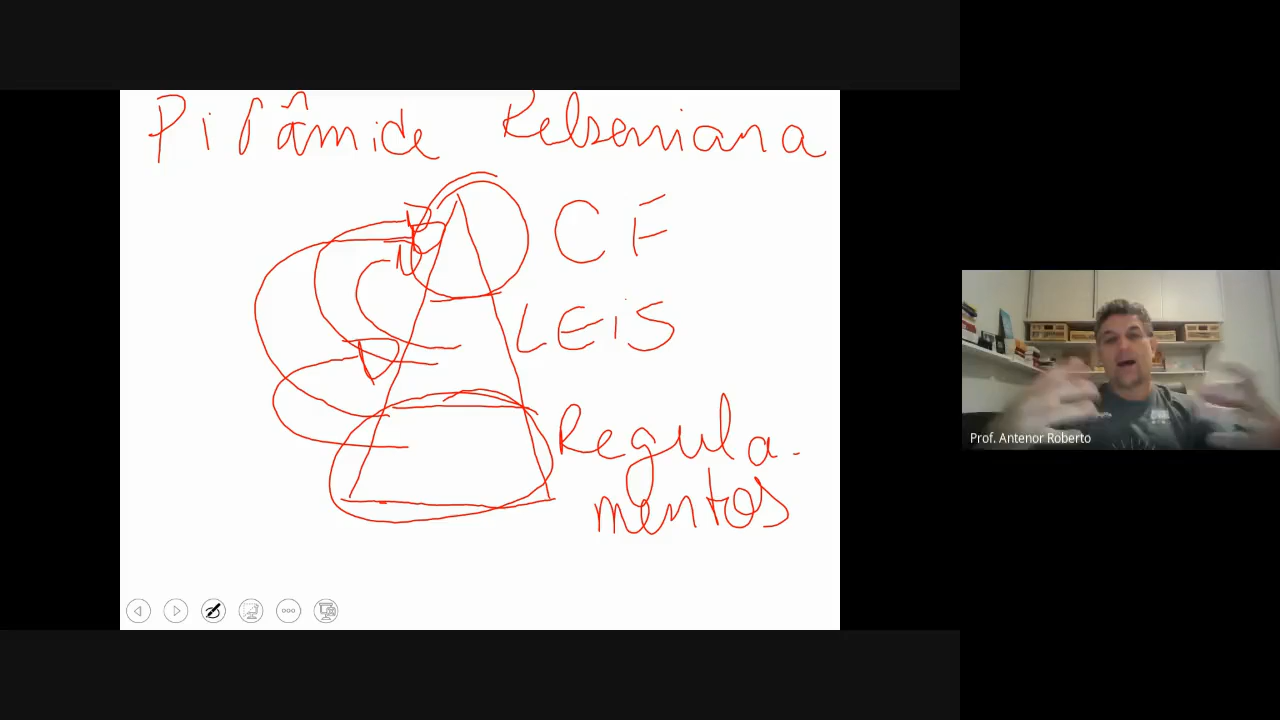 Pirâmide Kelseniana
CF
LEIS
Regula-
mentos
Prof. Antenor Roberto